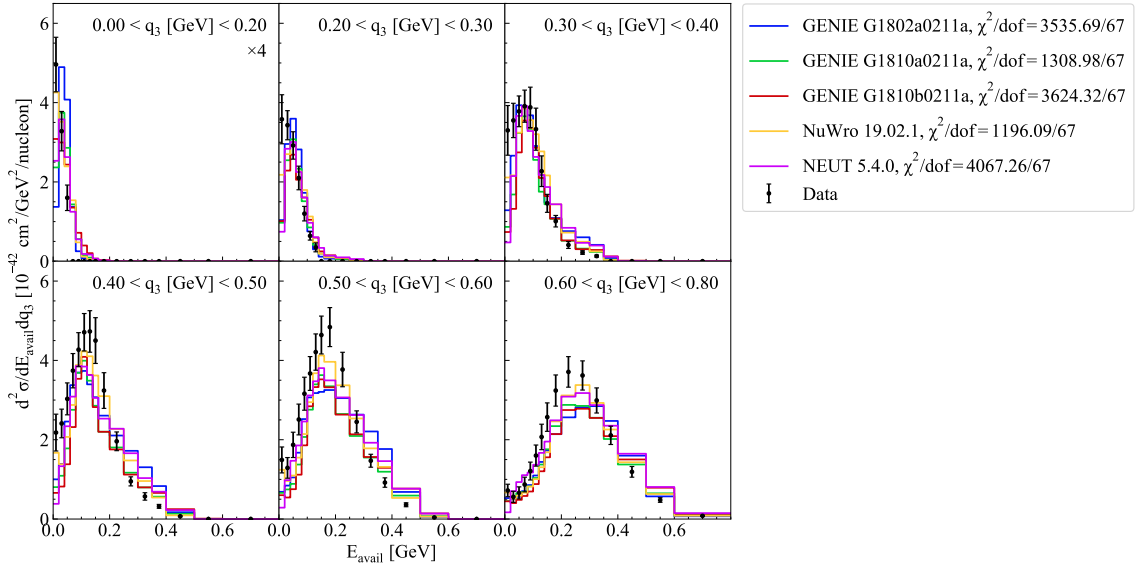 0.00 < q₃ [GeV] < 0.20
×4
0.20 < q₃ [GeV] < 0.30
0.30 < q₃ [GeV] < 0.40
0
2
4
6
0.40 < q₃ [GeV] < 0.50
0.50 < q₃ [GeV] < 0.60
0.60 < q₃ [GeV] < 0.80
0
2
4
6
0.0 0.2 0.4 0.6
0.0 0.2 0.4 0.6
0.0 0.2 0.4 0.6
E_avail [GeV]
d²σ/dE_avail dq₃ [10⁻⁴² cm²/GeV²/nucleon]
GENIE G1802a0211a, χ²/dof=3535.69/67
GENIE G1810a0211a, χ²/dof=1308.98/67
GENIE G1810b0211a, χ²/dof=3624.32/67
NuWro 19.02.1, χ²/dof=1196.09/67
NEUT 5.4.0, χ²/dof=4067.26/67
Data